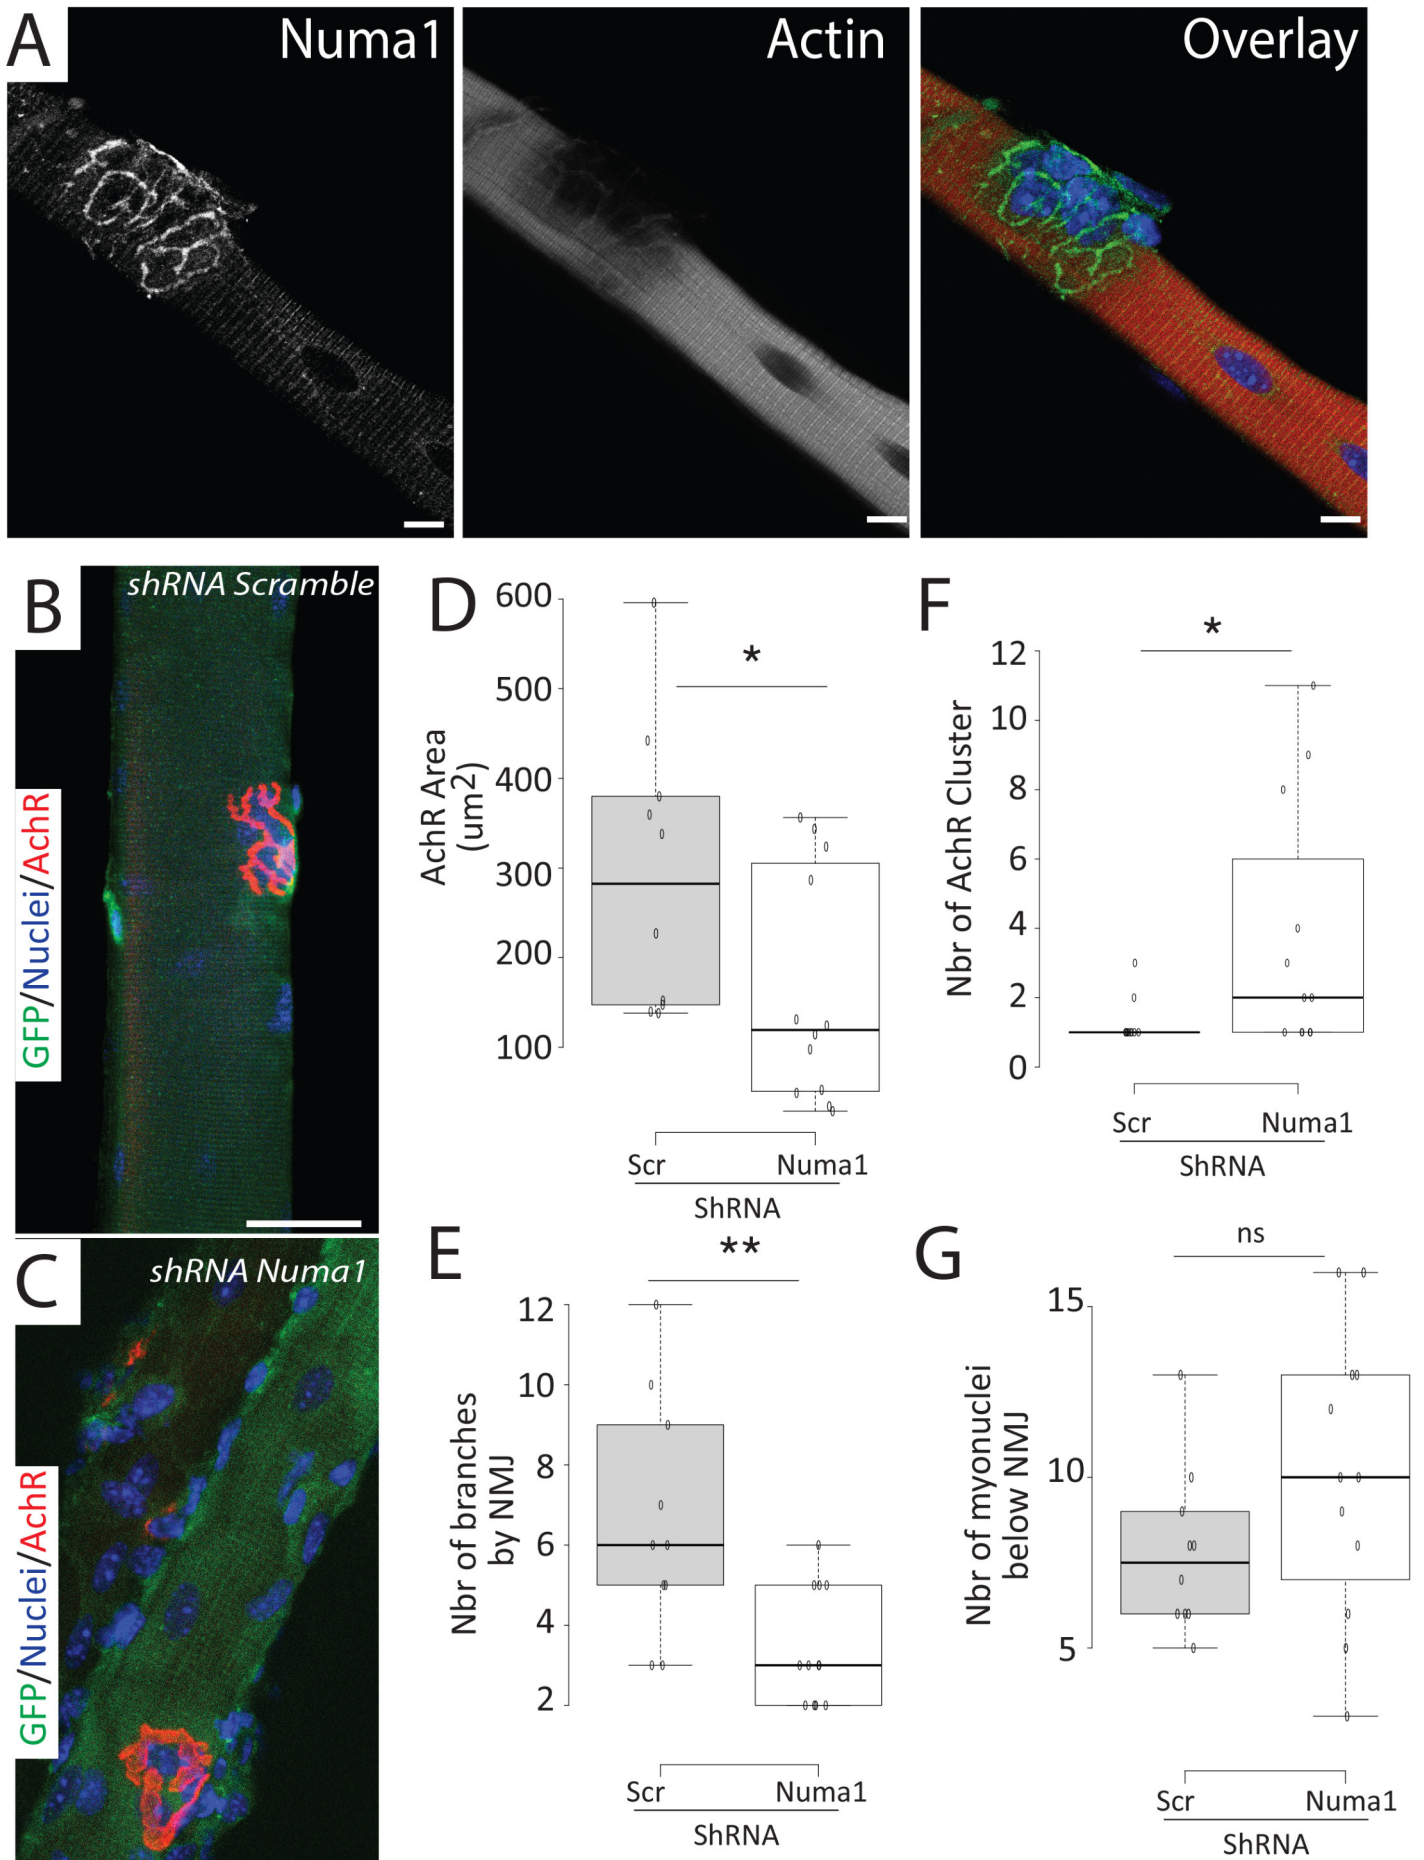 A
Numa1
Actin
Overlay
B
shRNA Scramble
GFP/Nuclei/AchR
C
shRNA Numa1
GFP/Nuclei/AchR
D
AchR Area
(um2)
600
500
400
300
200
100
*
Scr
Numa1
ShRNA
E
Nbr of branches
by NMJ
12
10
8
6
4
2
**
Scr
Numa1
ShRNA
F
Nbr of AchR Cluster
12
10
8
6
4
2
0
*
Scr
Numa1
ShRNA
G
Nbr of myonuclei
below NMJ
15
10
5
ns
Scr
Numa1
ShRNA